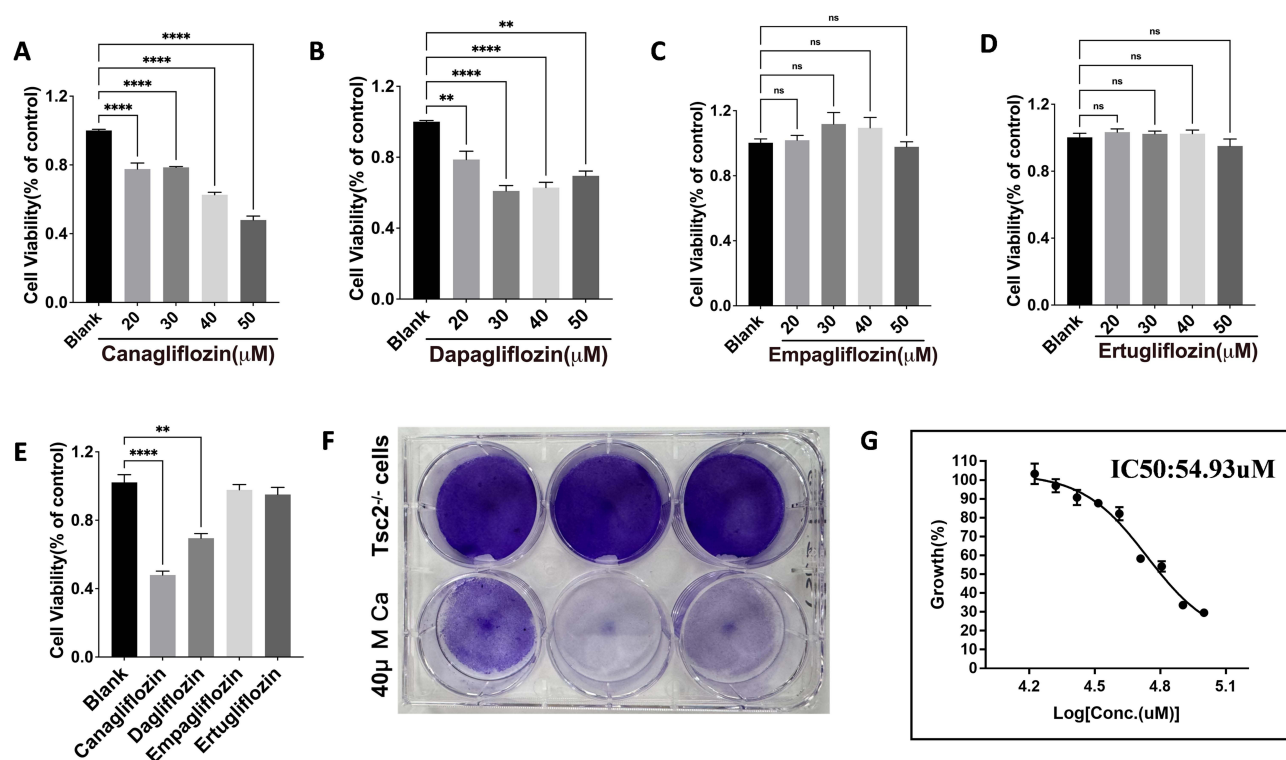 A
Cell Viability(% of control)
1.2
0.8
0.4
0.0
****
****
****
****
Blank
20
30
40
50
Canagliflozin(μM)
B
Cell Viability(% of control)
1.2
0.8
0.4
0.0
**
****
****
**
Blank
20
30
40
50
Dapagliflozin(μM)
C
Cell Viability(% of control)
1.2
0.8
0.4
0.0
ns
ns
ns
ns
Blank
20
30
40
50
Empagliflozin(μM)
D
Cell Viability(% of control)
1.2
0.8
0.4
0.0
ns
ns
ns
ns
Blank
20
30
40
50
Ertugliflozin(μM)
E
Cell Viability(% of control)
1.2
0.8
0.4
0.0
**
****
Blank
Canagliflozin
Dagliflozin
Empagliflozin
Ertugliflozin
F
Tsc2-/- cells
40μ M Ca
G
IC50:54.93uM
Growth(%)
110
100
90
80
70
60
50
40
30
20
10
0
4.2
4.5
4.8
5.1
Log[Conc.(uM)]